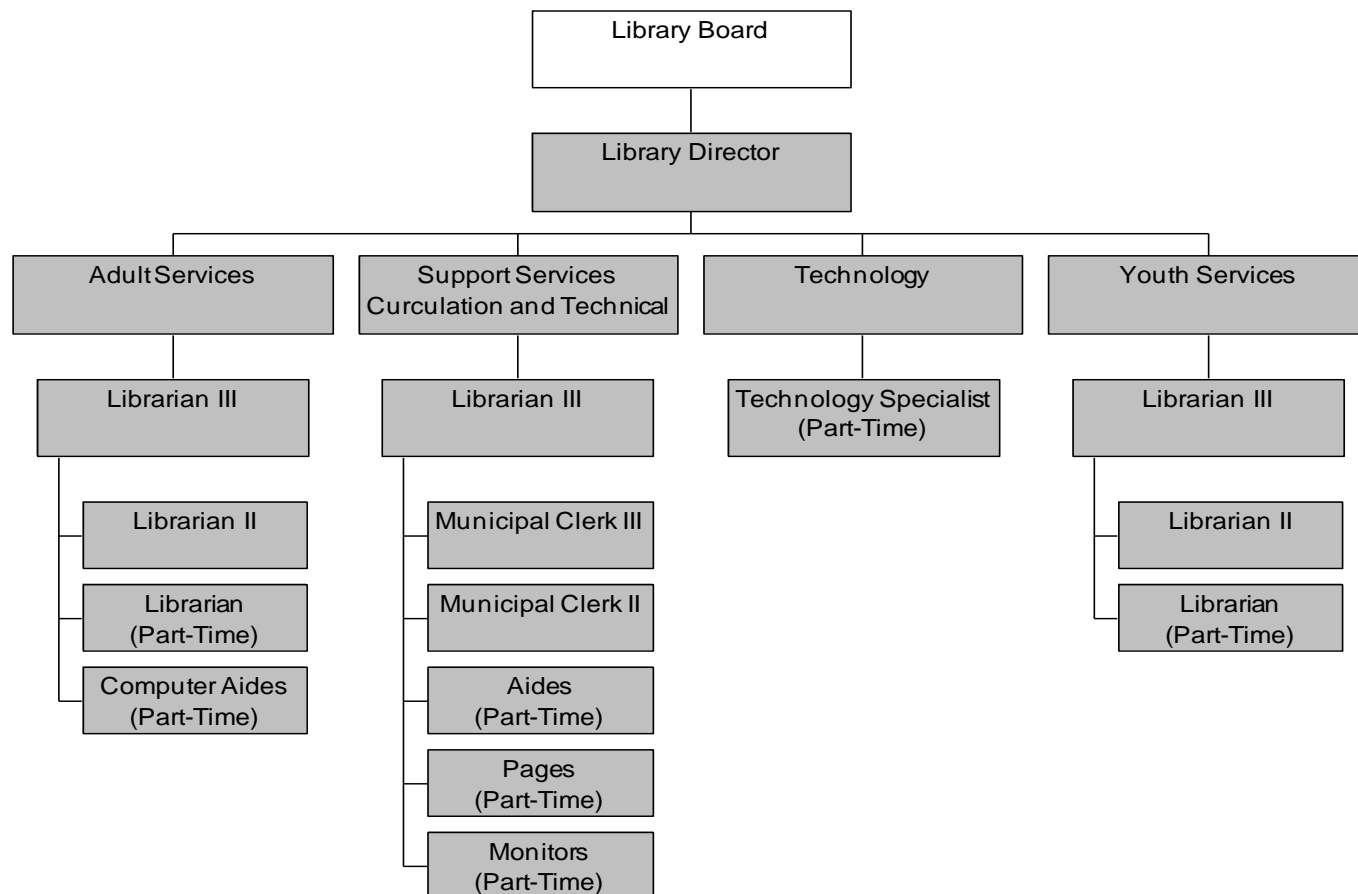 Library Board
Library Director
Adult Services
Support Services
Curculation and Technical
Technology
Youth Services
Librarian III
Librarian III
Technology Specialist
(Part-Time)
Librarian III
Librarian II
Librarian
(Part-Time)
Computer Aides
(Part-Time)
Municipal Clerk III
Municipal Clerk II
Aides
(Part-Time)
Pages
(Part-Time)
Monitors
(Part-Time)
Librarian II
Librarian
(Part-Time)